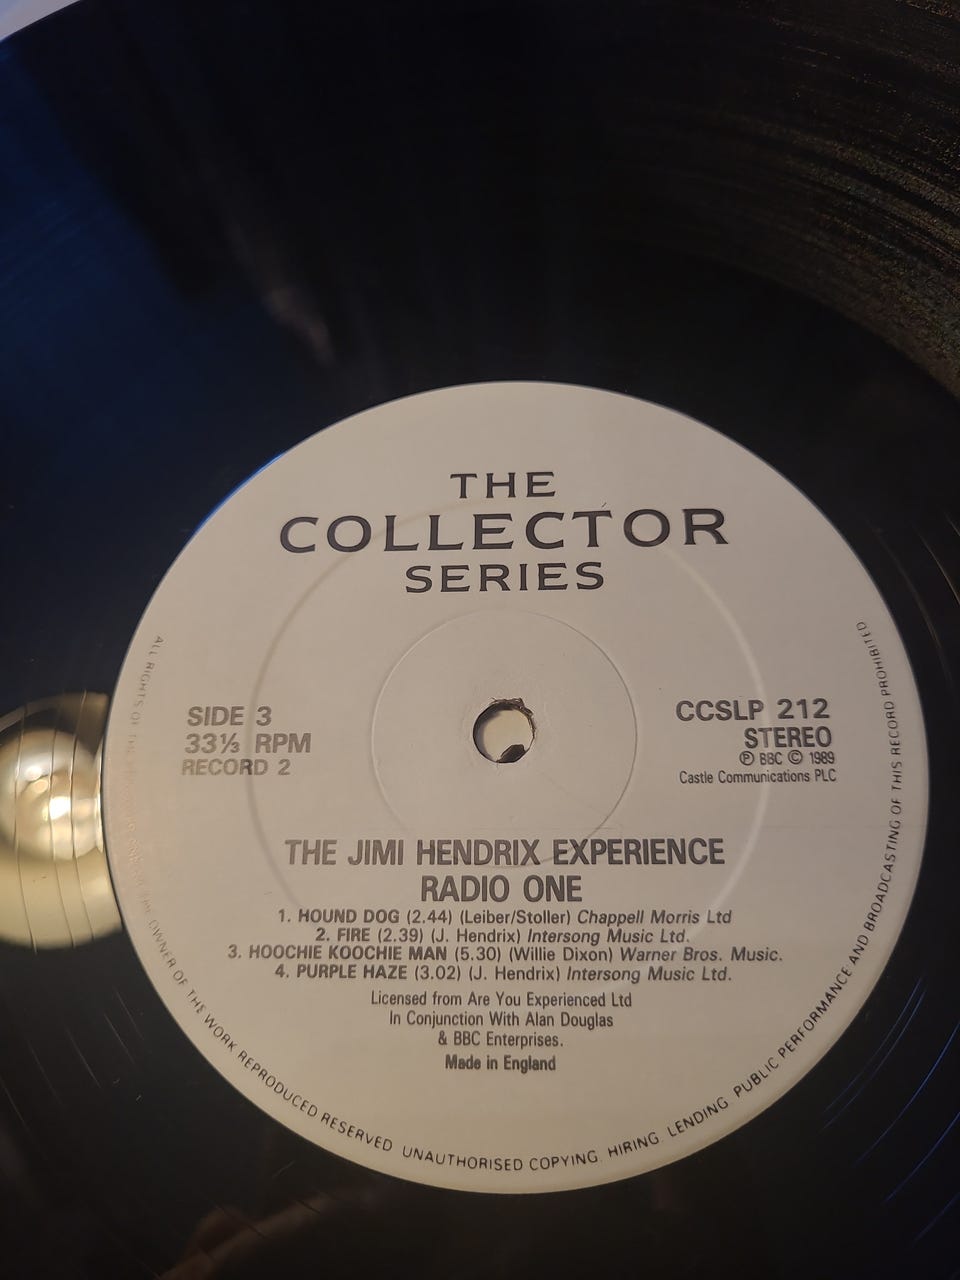 THE
COLLECTOR
SERIES
SIDE 3
33⅓ RPM
RECORD 2
CCSLP 212
STEREO
Ⓟ BBC © 1989
Castle Communications PLC
THE JIMI HENDRIX EXPERIENCE
RADIO ONE
1. HOUND DOG (2.44) (Leiber/Stoller) Chappell Morris Ltd
2. FIRE (2.39) (J. Hendrix) Intersong Music Ltd.
3. HOOCHIE KOOCHIE MAN (5.30) (Willie Dixon) Warner Bros. Music.
4. PURPLE HAZE (3.02) (J. Hendrix) Intersong Music Ltd.
Licensed from Are You Experienced Ltd
In Conjunction With Alan Douglas
& BBC Enterprises.
Made in England
ALL RIGHTS OF THE OWNER OF THE WORK REPRODUCED RESERVED UNAUTHORISED COPYING. HIRING. LENDING PUBLIC PERFORMANCE AND BROADCASTING OF THIS RECORD PROHIBITED